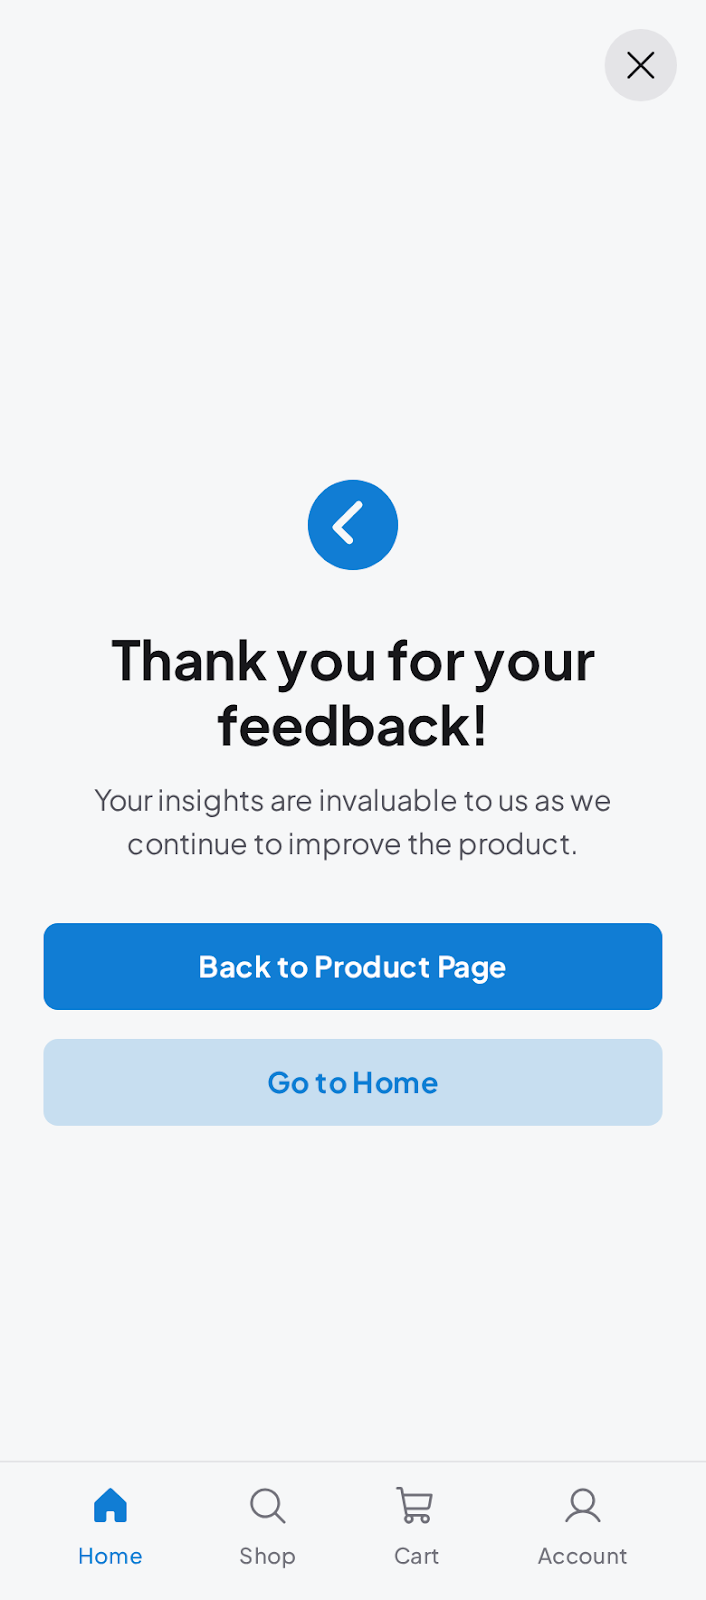 Thank you for your
feedback!
Your insights are invaluable to us as we
continue to improve the product.
Back to Product Page
Go to Home
Home
Shop
Cart
Account